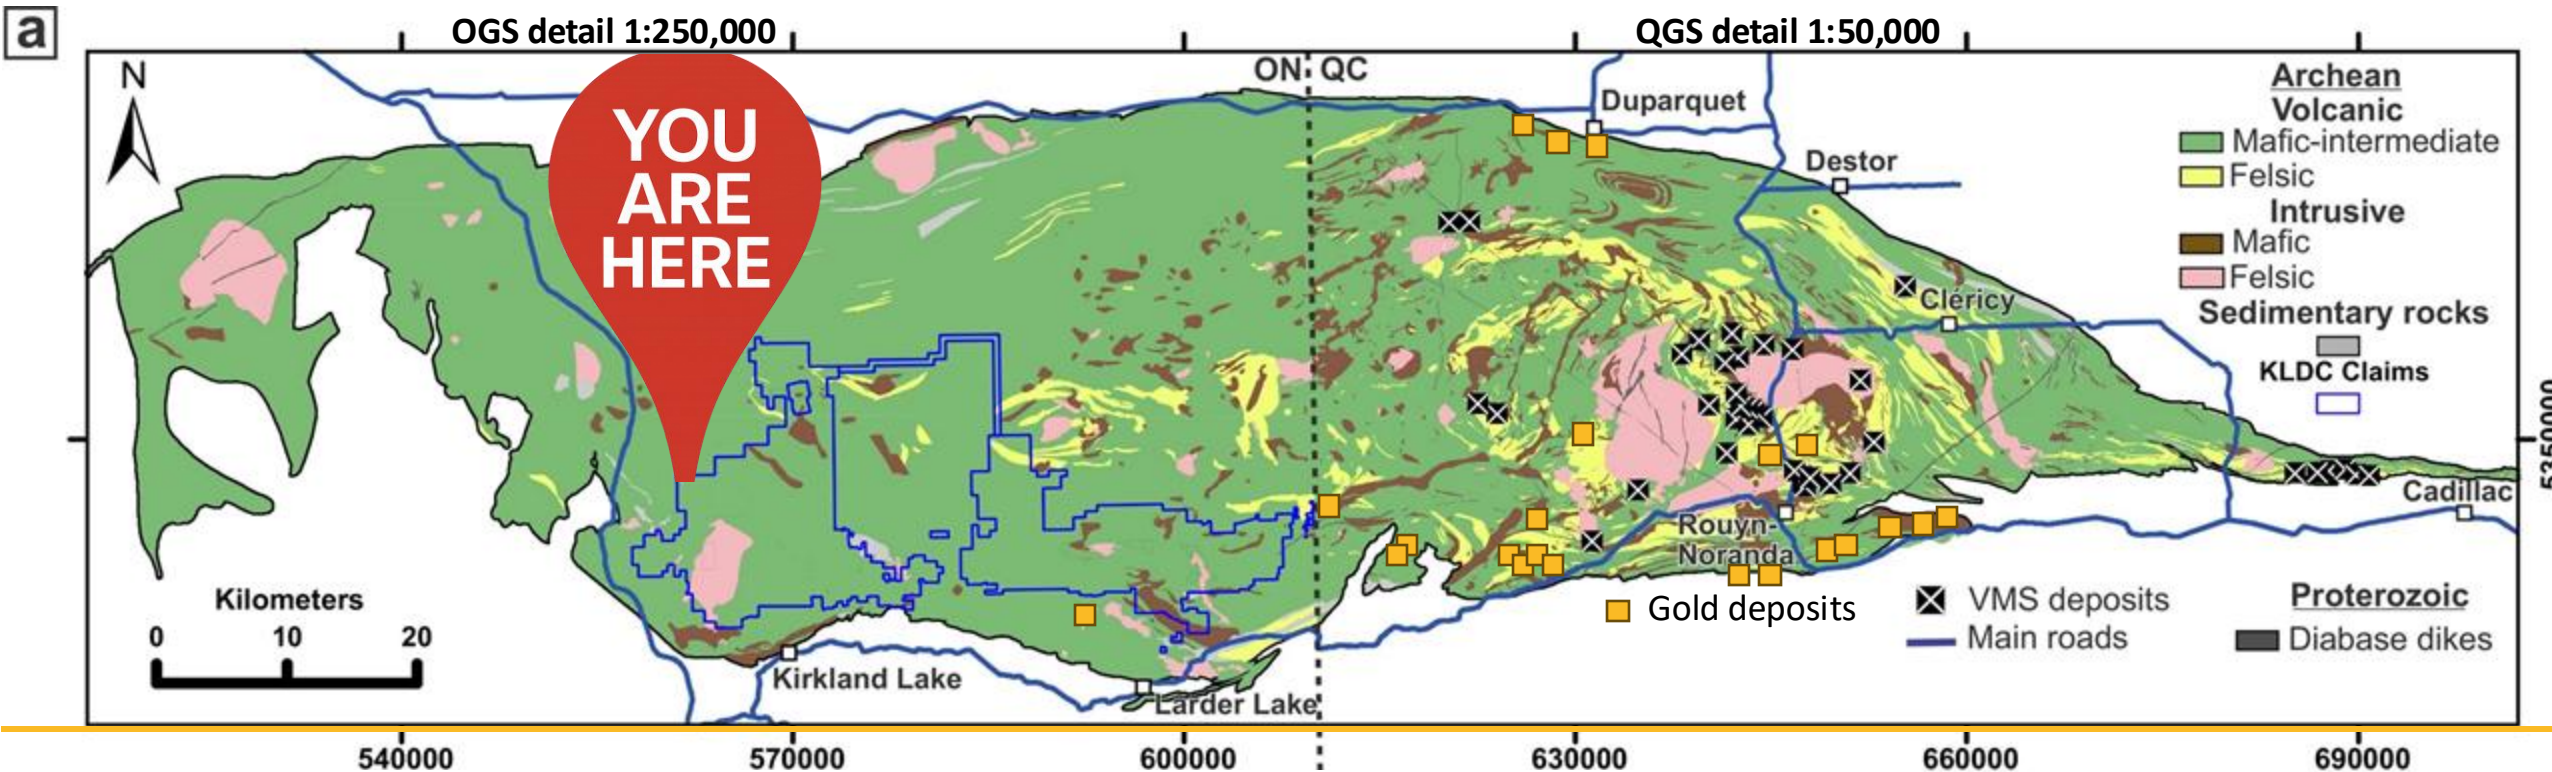 a
OGS detail 1:250,000
QGS detail 1:50,000
N
ON QC
YOU
ARE
HERE
Duparquet
Destor
Cléricy
Cadillac
Rouyn-
Noranda
Kirkland Lake
Larder Lake
Archean
Volcanic
Mafic-intermediate
Felsic
Intrusive
Mafic
Felsic
Sedimentary rocks
KLDC Claims
5350000
Kilometers
0 10 20
Gold deposits
VMS deposits
Main roads
Proterozoic
Diabase dikes
540000 570000 600000 630000 660000 690000